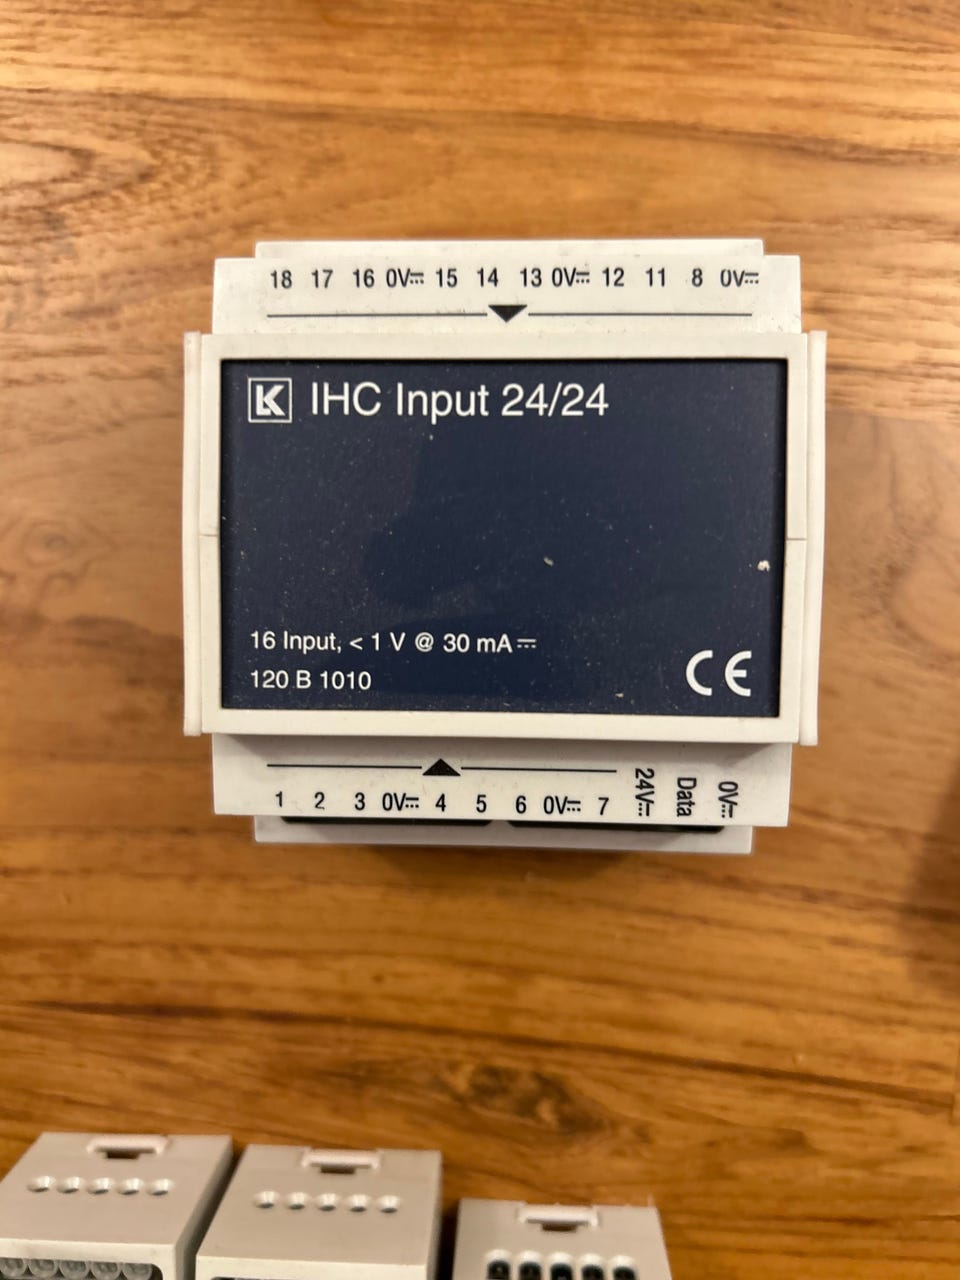 18 17 16 0V⎓ 15 14 13 0V⎓ 12 11 8 0V⎓
LK IHC Input 24/24
16 Input, < 1 V @ 30 mA⎓
120 B 1010
CE
1 2 3 0V⎓ 4 5 6 0V⎓ 7 24V⎓ Data 0V⎓